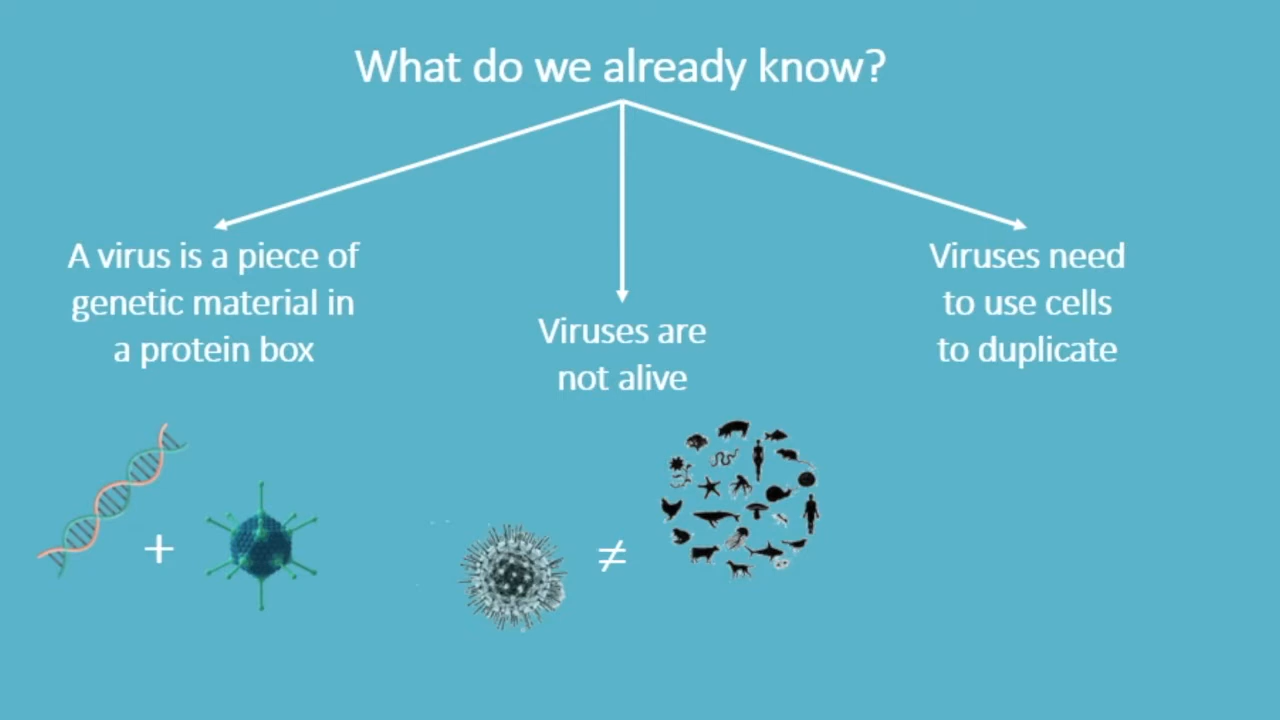 What do we already know?
A virus is a piece of
genetic material in
a protein box
Viruses are
not alive
Viruses need
to use cells
to duplicate
+
≠